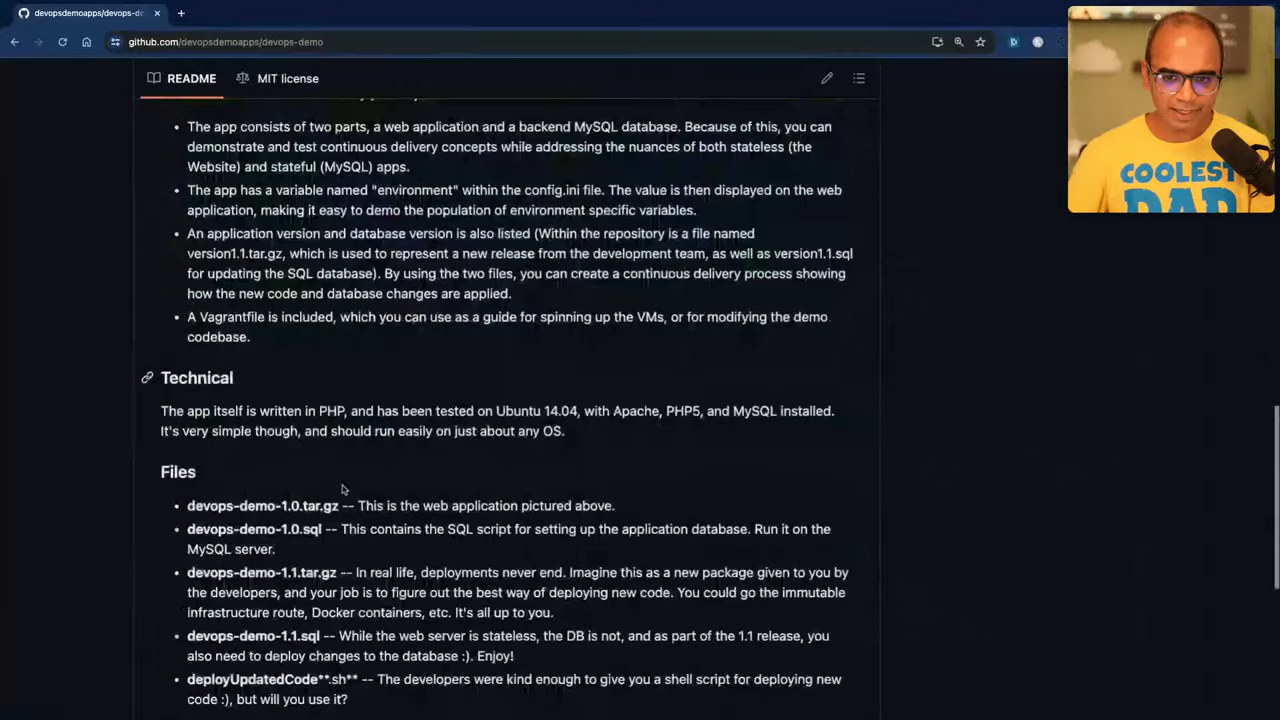 devopsdemoapps/devops-de
github.com/devopsdemoapps/devops-demo
README
MIT license
The app consists of two parts, a web application and a backend MySQL database. Because of this, you can
demonstrate and test continuous delivery concepts while addressing the nuances of both stateless (the
Website) and stateful (MySQL) apps.
The app has a variable named "environment" within the config.ini file. The value is then displayed on the web
application, making it easy to demo the population of environment specific variables.
An application version and database version is also listed (Within the repository is a file named
version1.1.tar.gz, which is used to represent a new release from the development team, as well as version1.1.sql
for updating the SQL database). By using the two files, you can create a continuous delivery process showing
how the new code and database changes are applied.
A Vagrantfile is included, which you can use as a guide for spinning up the VMs, or for modifying the demo
codebase.
Technical
The app itself is written in PHP, and has been tested on Ubuntu 14.04, with Apache, PHP5, and MySQL installed.
It's very simple though, and should run easily on just about any OS.
Files
devops-demo-1.0.tar.gz -- This is the web application pictured above.
devops-demo-1.0.sql -- This contains the SQL script for setting up the application database. Run it on the
MySQL server.
devops-demo-1.1.tar.gz -- In real life, deployments never end. Imagine this as a new package given to you by
the developers, and your job is to figure out the best way of deploying new code. You could go the immutable
infrastructure route, Docker containers, etc. It's all up to you.
devops-demo-1.1.sql -- While the web server is stateless, the DB is not, and as part of the 1.1 release, you
also need to deploy changes to the database :). Enjoy!
deployUpdatedCode**.sh** -- The developers were kind enough to give you a shell script for deploying new
code :), but will you use it?
COOLEST
DAD